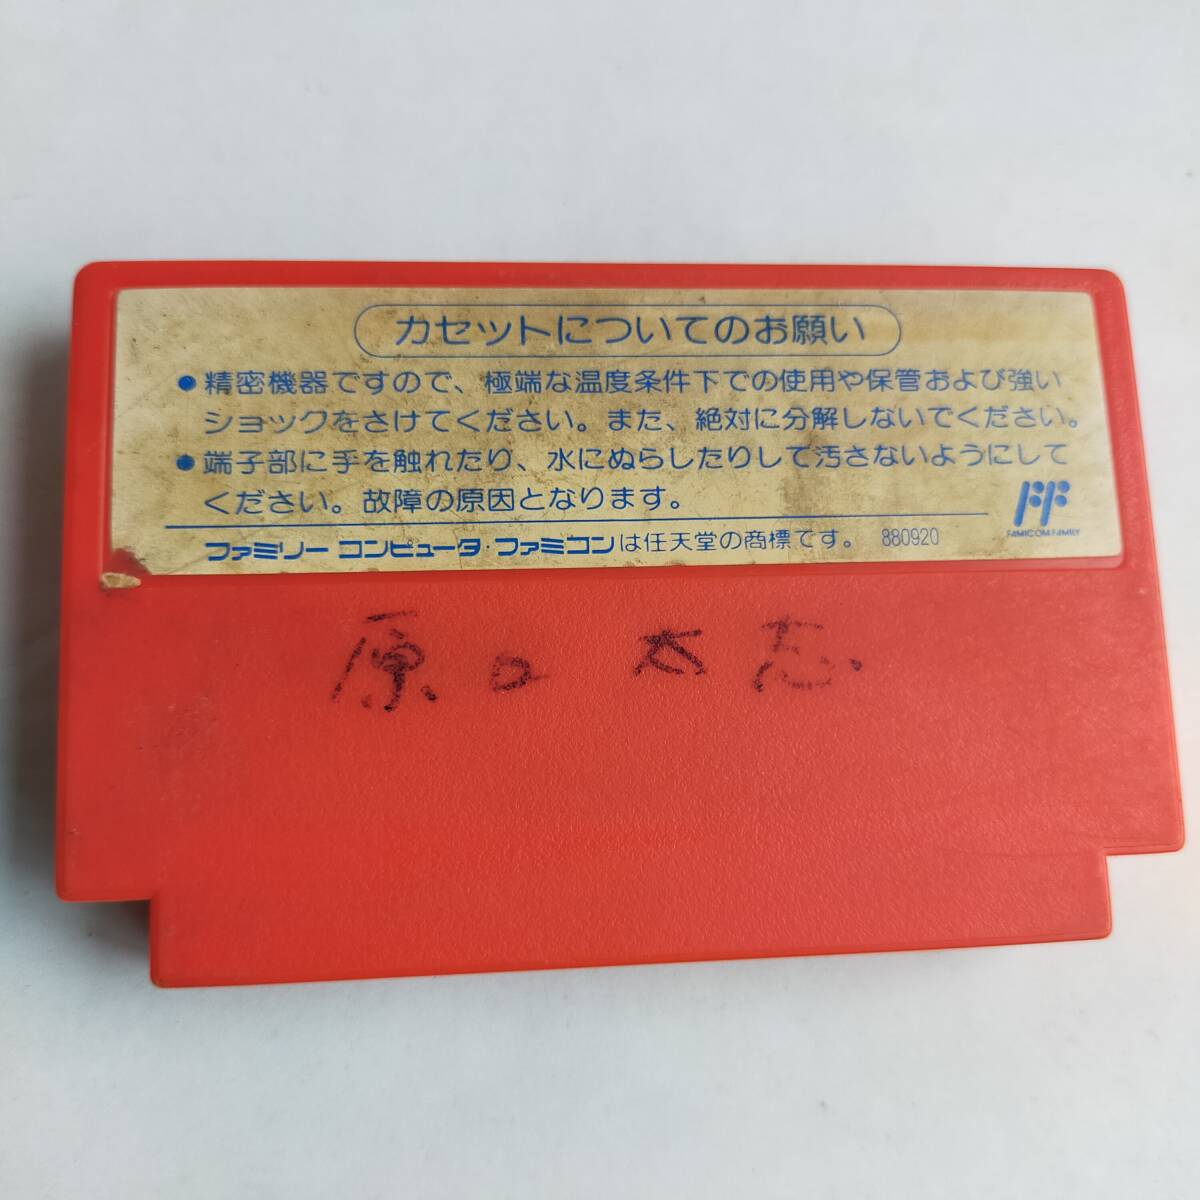 カセットについてのお願い
●精密機器ですので、極端な温度条件下での使用や保管および強い
ショックをさけてください。また、絶対に分解しないでください。
●端子部に手を触れたり、水にぬらしたりして汚さないようにして
ください。故障の原因となります。
FF
FAMICOM FAMILY
ファミリー コンピュータ・ファミコンは任天堂の商標です。 880920
原口 太志